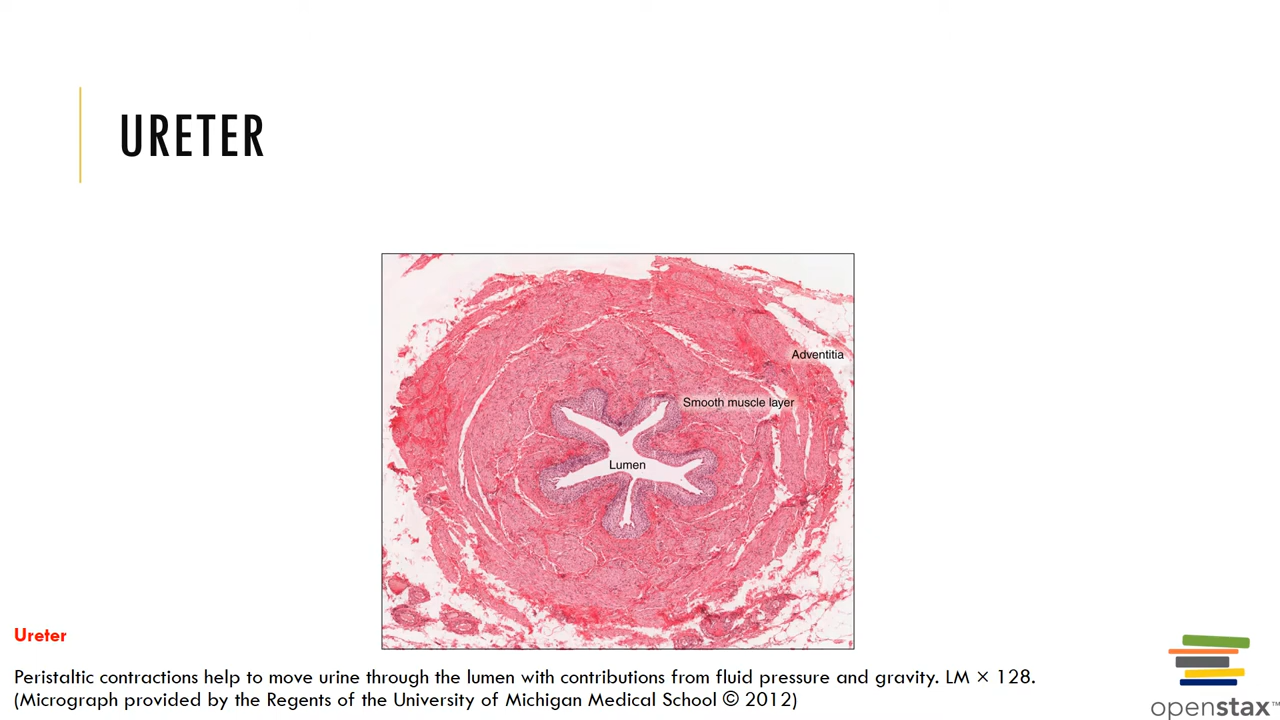 URETER
Adventitia
Smooth muscle layer
Lumen
Ureter
Peristaltic contractions help to move urine through the lumen with contributions from fluid pressure and gravity. LM × 128.
(Micrograph provided by the Regents of the University of Michigan Medical School © 2012)
openstax™